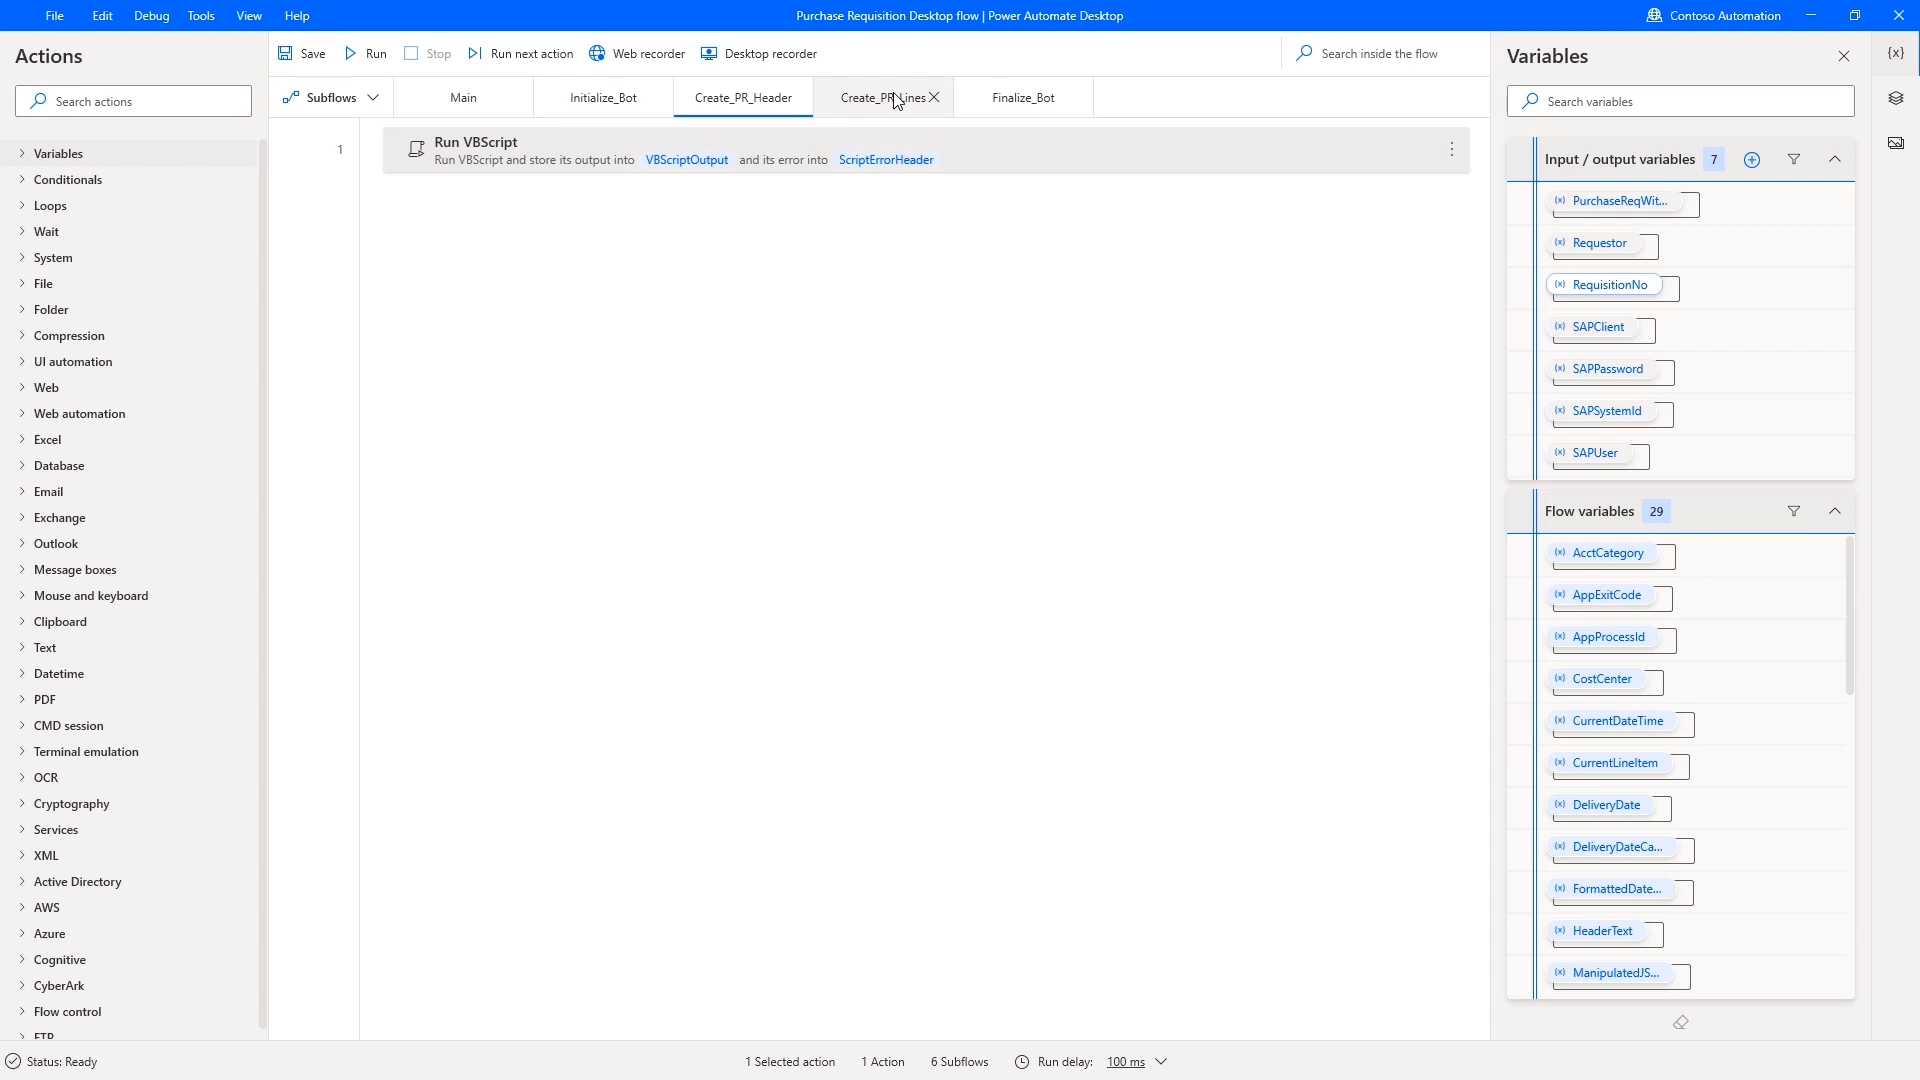 File Edit Debug Tools View Help
Purchase Requisition Desktop flow | Power Automate Desktop
Contoso Automation
Actions
Search actions
Variables
Conditionals
Loops
Wait
System
File
Folder
Compression
UI automation
Web
Web automation
Excel
Database
Email
Exchange
Outlook
Message boxes
Mouse and keyboard
Clipboard
Text
Datetime
PDF
CMD session
Terminal emulation
OCR
Cryptography
Services
XML
Active Directory
AWS
Azure
Cognitive
CyberArk
Flow control
FTP
Save Run Stop Run next action Web recorder Desktop recorder
Search inside the flow
Subflows Main Initialize_Bot Create_PR_Header Create_PR_Lines Finalize_Bot
1
Run VBScript
Run VBScript and store its output into VBScriptOutput and its error into ScriptErrorHeader
Variables
{x}
Search variables
Input / output variables 7
(x) PurchaseReqWit...
(x) Requestor
(x) RequisitionNo
(x) SAPClient
(x) SAPPassword
(x) SAPSystemId
(x) SAPUser
Flow variables 29
(x) AcctCategory
(x) AppExitCode
(x) AppProcessId
(x) CostCenter
(x) CurrentDateTime
(x) CurrentLineItem
(x) DeliveryDate
(x) DeliveryDateCa...
(x) FormattedDate...
(x) HeaderText
(x) ManipulatedJS...
Status: Ready
1 Selected action 1 Action 6 Subflows Run delay: 100 ms